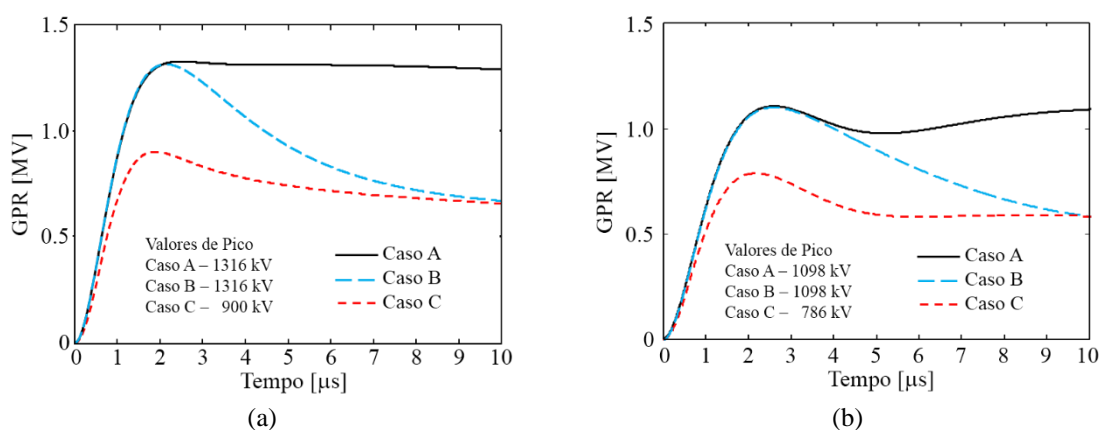 1.5
1.0
0.5
0
GPR [MV]
Valores de Pico
Caso A – 1316 kV
Caso B – 1316 kV
Caso C – 900 kV
Caso A
Caso B
Caso C
0 1 2 3 4 5 6 7 8 9 10
Tempo [µs]
(a)
1.5
1.0
0.5
0
GPR [MV]
Valores de Pico
Caso A – 1098 kV
Caso B – 1098 kV
Caso C – 786 kV
Caso A
Caso B
Caso C
0 1 2 3 4 5 6 7 8 9 10
Tempo [µs]
(b)